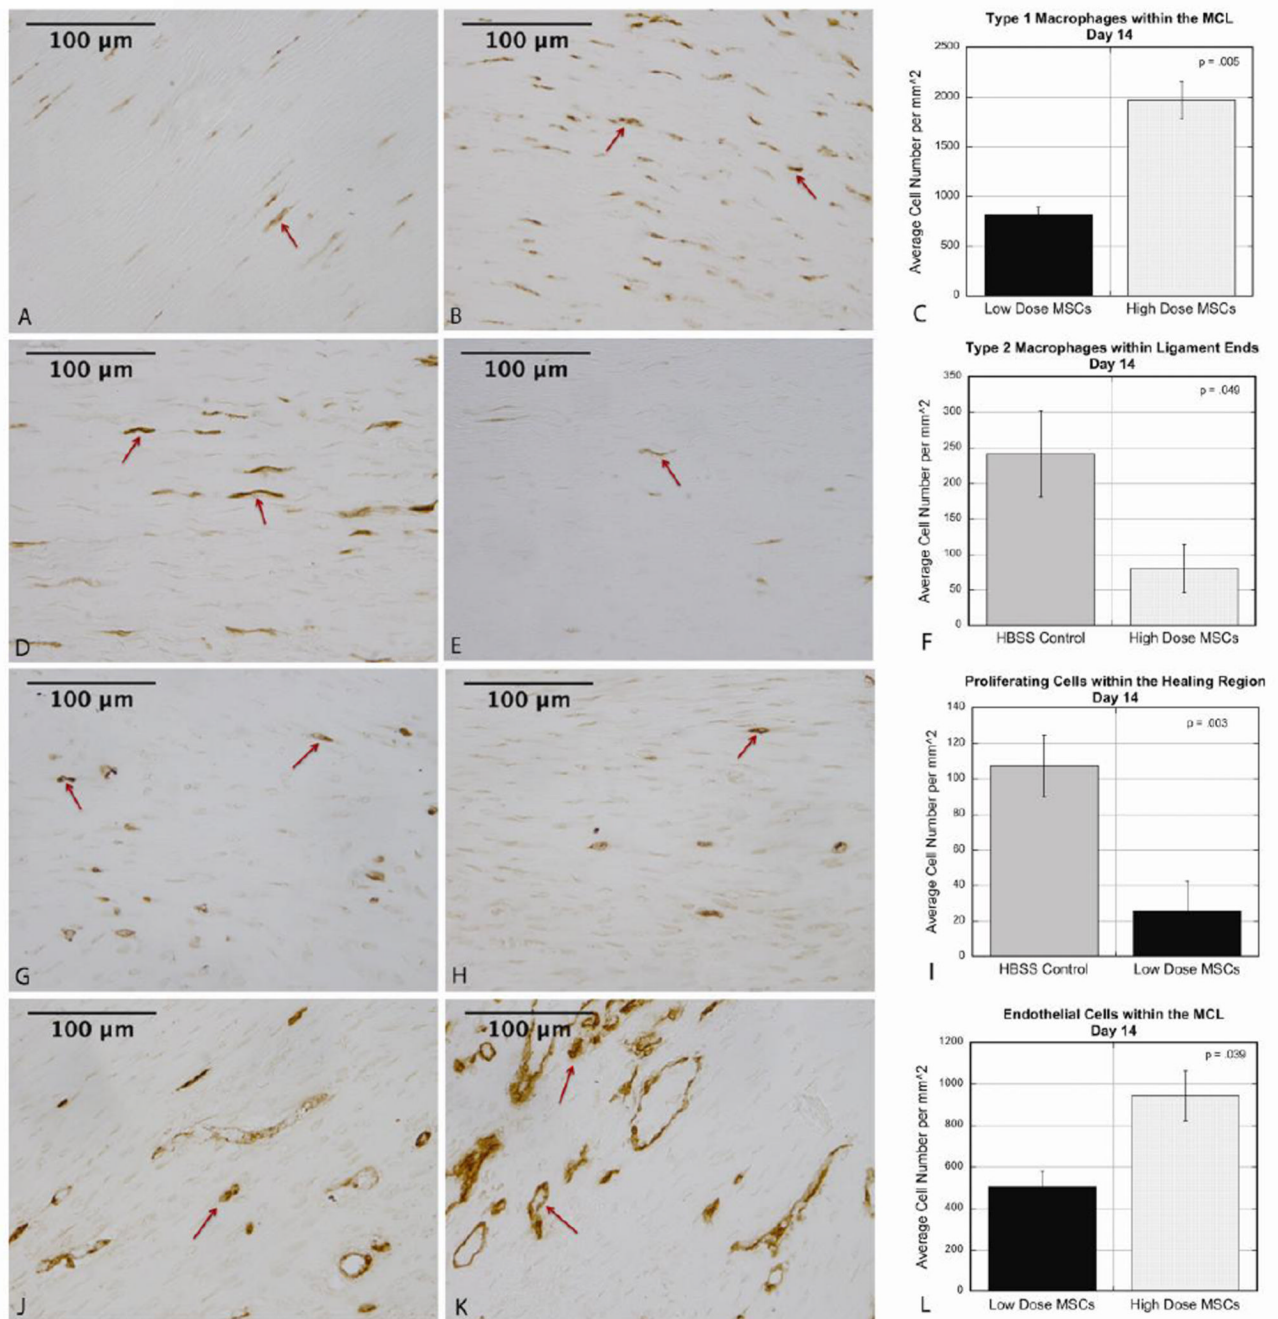 100 μm
A
100 μm
B
Type 1 Macrophages within the MCL
Day 14
p = .005
Average Cell Number per mm^2
2500
2000
1500
1000
500
0
Low Dose MSCs
High Dose MSCs
C
100 μm
D
100 μm
E
Type 2 Macrophages within Ligament Ends
Day 14
p = .049
Average Cell Number per mm^2
350
300
250
200
150
100
50
0
HBSS Control
High Dose MSCs
F
100 μm
G
100 μm
H
Proliferating Cells within the Healing Region
Day 14
p = .003
Average Cell Number per mm^2
140
120
100
80
60
40
20
0
HBSS Control
Low Dose MSCs
I
100 μm
J
100 μm
K
Endothelial Cells within the MCL
Day 14
p = .039
Average Cell Number per mm^2
1200
1000
800
600
400
200
0
Low Dose MSCs
High Dose MSCs
L